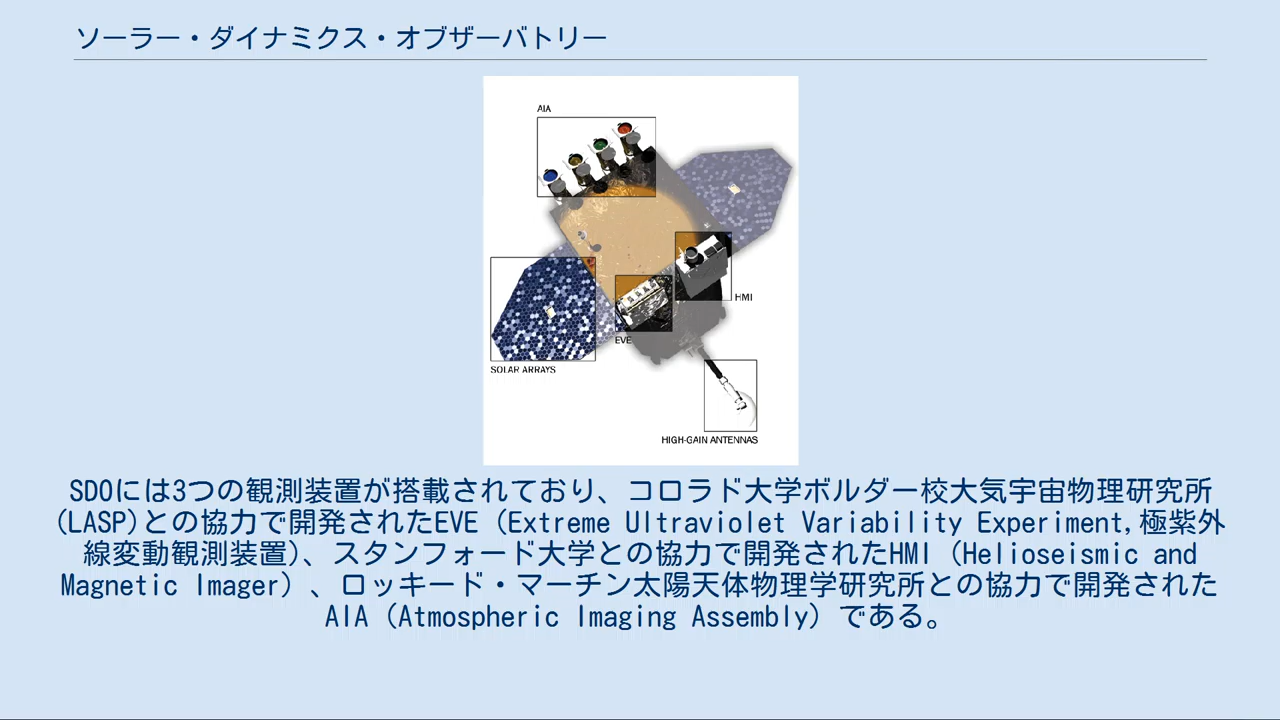 ソーラー・ダイナミクス・オブザーバトリー
AIA
HMI
EVE
SOLAR ARRAYS
HIGH-GAIN ANTENNAS
SDOには3つの観測装置が搭載されており、コロラド大学ボルダー校大気宇宙物理研究所
(LASP)との協力で開発されたEVE（Extreme Ultraviolet Variability Experiment,極紫外
線変動観測装置)、スタンフォード大学との協力で開発されたHMI（Helioseismic and
Magnetic Imager）、ロッキード・マーチン太陽天体物理学研究所との協力で開発された
AIA（Atmospheric Imaging Assembly）である。